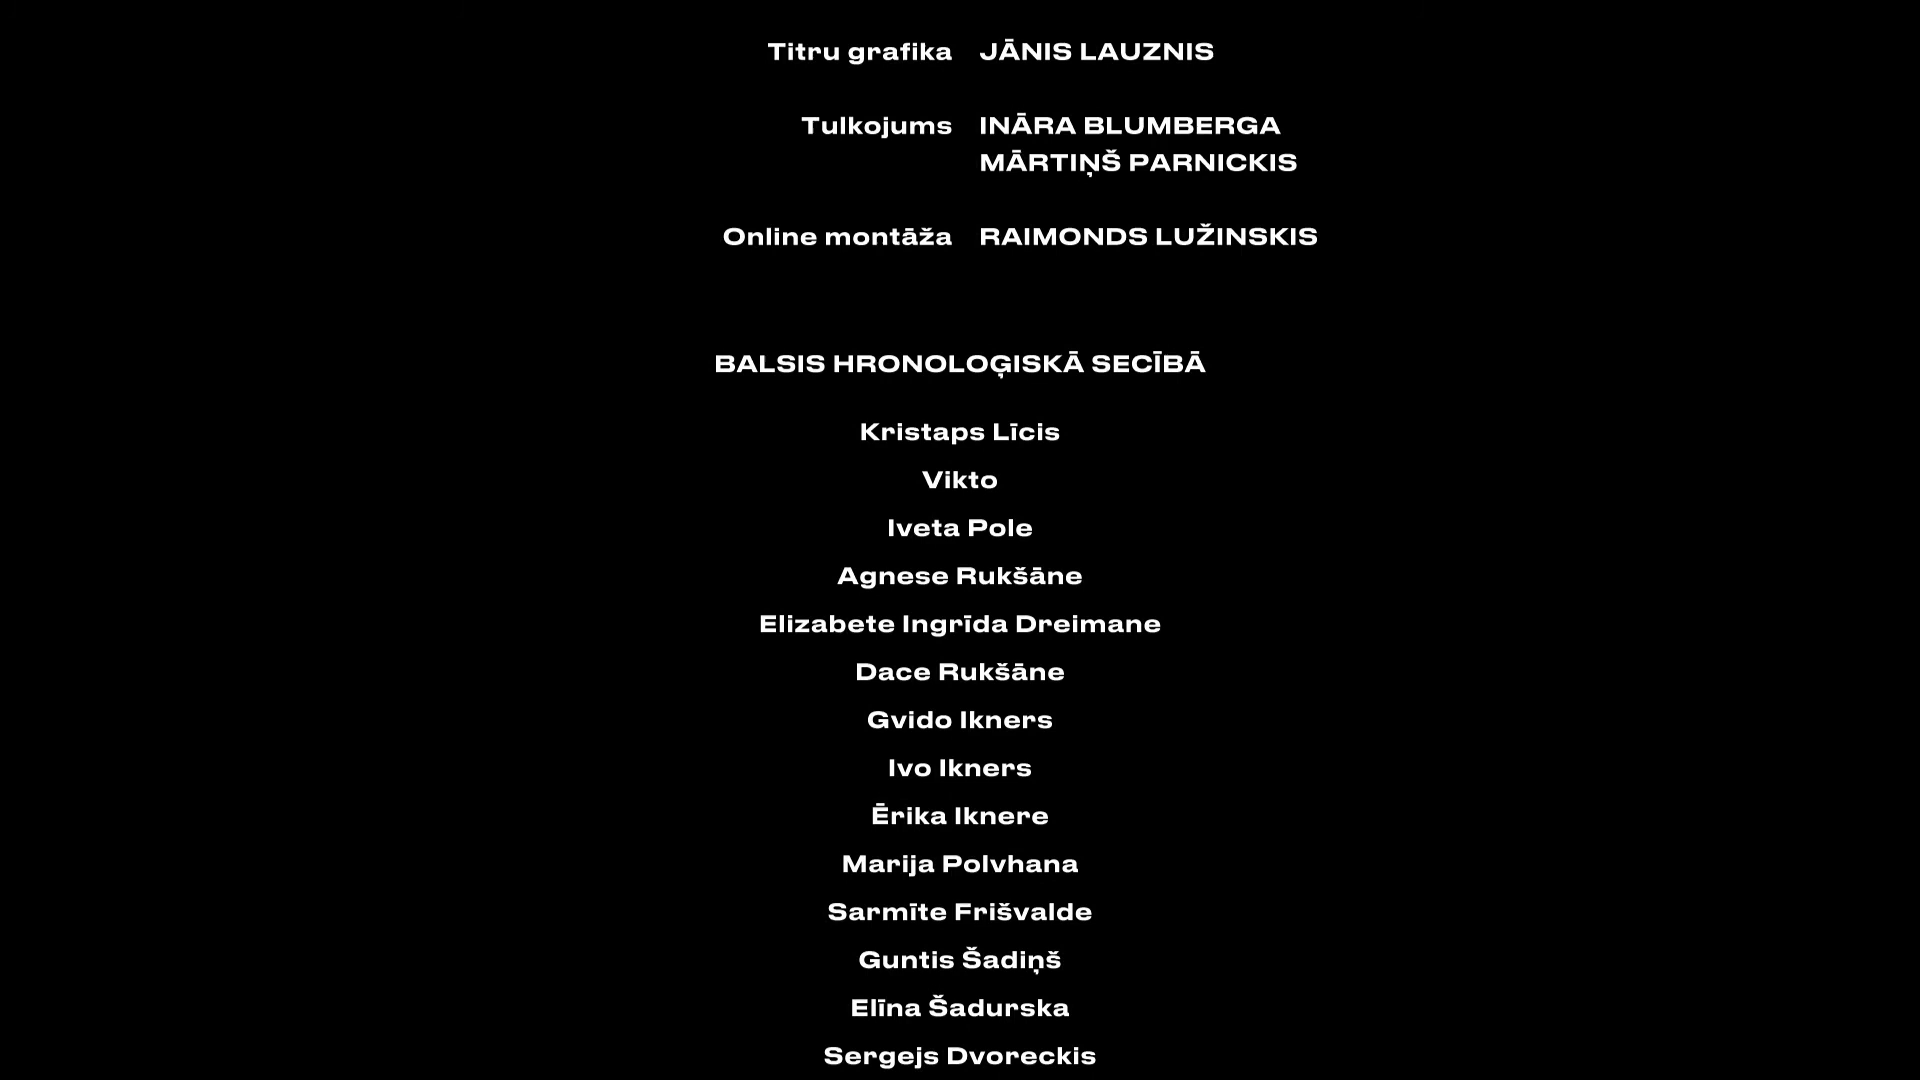 Titru grafika JĀNIS LAUZNIS
Tulkojums INĀRA BLUMBERGA
MĀRTIŅŠ PARNICKIS
Online montāža RAIMONDS LUŽINSKIS
BALSIS HRONOLOĢISKĀ SECĪBĀ
Kristaps Līcis
Vikto
Iveta Pole
Agnese Rukšāne
Elizabete Ingrīda Dreimane
Dace Rukšāne
Gvido Ikners
Ivo Ikners
Ērika Iknere
Marija Polvhana
Sarmīte Frišvalde
Guntis Šadiņš
Elīna Šadurska
Sergejs Dvoreckis